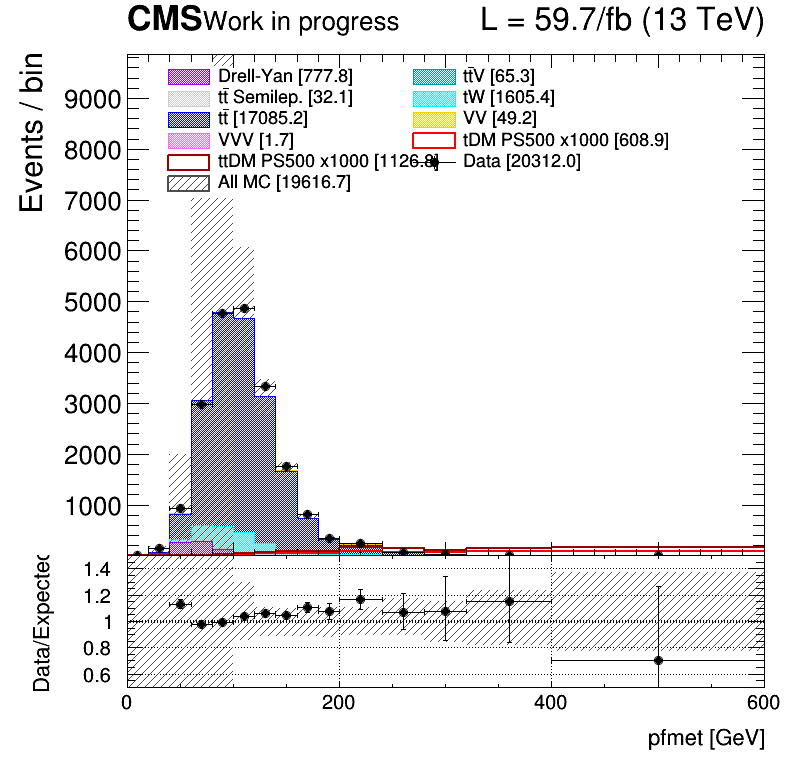 CMS Work in progress L = 59.7/fb (13 TeV)
Events / bin
Drell-Yan [777.8] tt̄V [65.3]
tt̄ Semilep. [32.1] tW [1605.4]
tt̄ [17085.2] VV [49.2]
VVV [1.7] tDM PS500 x1000 [608.9]
ttDM PS500 x1000 [1126.8] Data [20312.0]
All MC [19616.7]
9000
8000
7000
6000
5000
4000
3000
2000
1000
Data/Expected
1.4
1.2
1
0.8
0.6
0 200 400 600
pfmet [GeV]